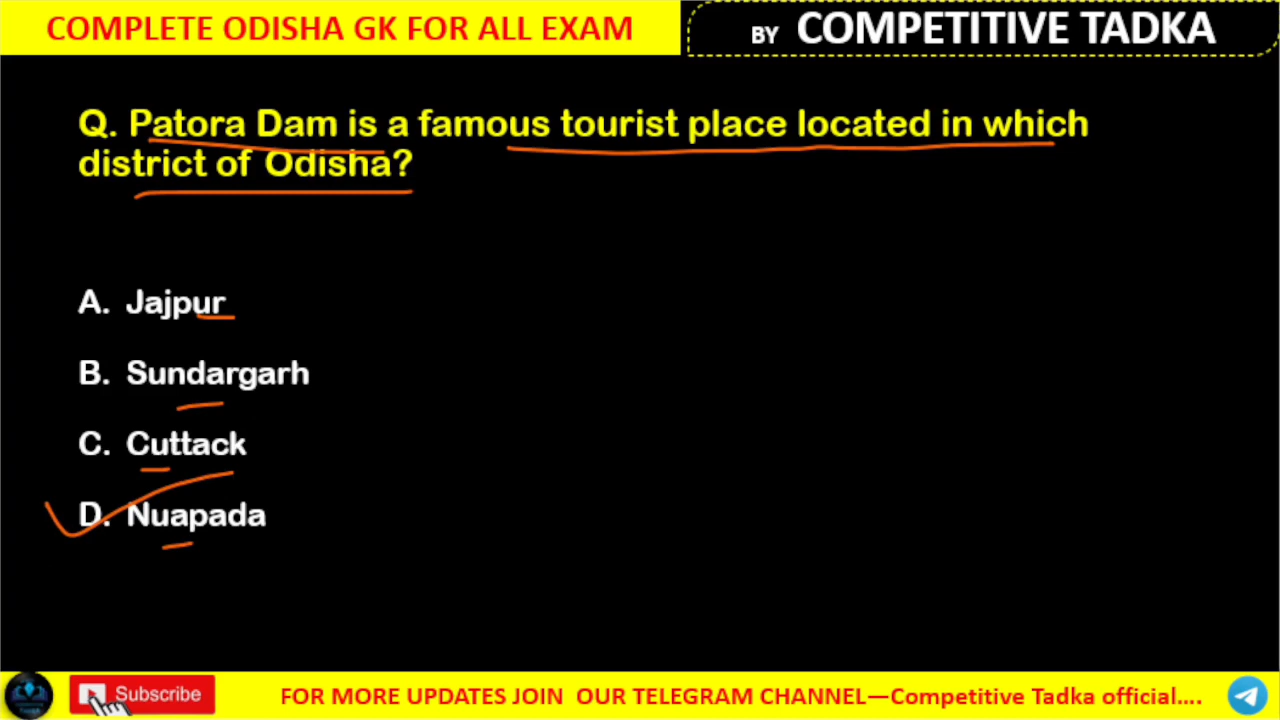 COMPLETE ODISHA GK FOR ALL EXAM
BY COMPETITIVE TADKA
Q. Patora Dam is a famous tourist place located in which
district of Odisha?
A. Jajpur
B. Sundargarh
C. Cuttack
D. Nuapada
Subscribe
FOR MORE UPDATES JOIN OUR TELEGRAM CHANNEL—Competitive Tadka official....